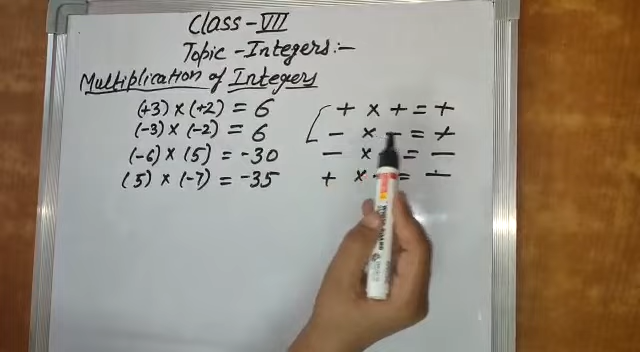 Class - VII
Topic - Integers:-
Multiplication of Integers
(+3) × (+2) = 6
(-3) × (-2) = 6
(-6) × (5) = -30
(5) × (-7) = -35
+ × + = +
- × - = +
- × = -
+ × - = -